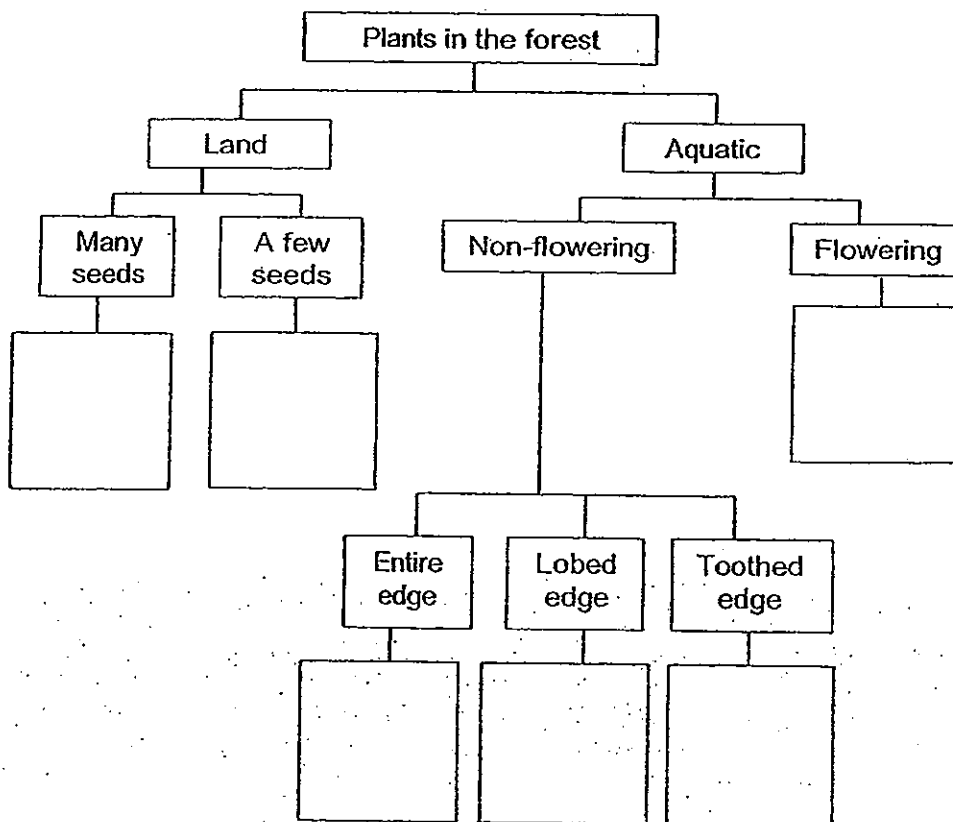 Plants in the forest
Land
Aquatic
Many
seeds
A few
seeds
Non-flowering
Flowering
Entire
edge
Lobed
edge
Toothed
edge